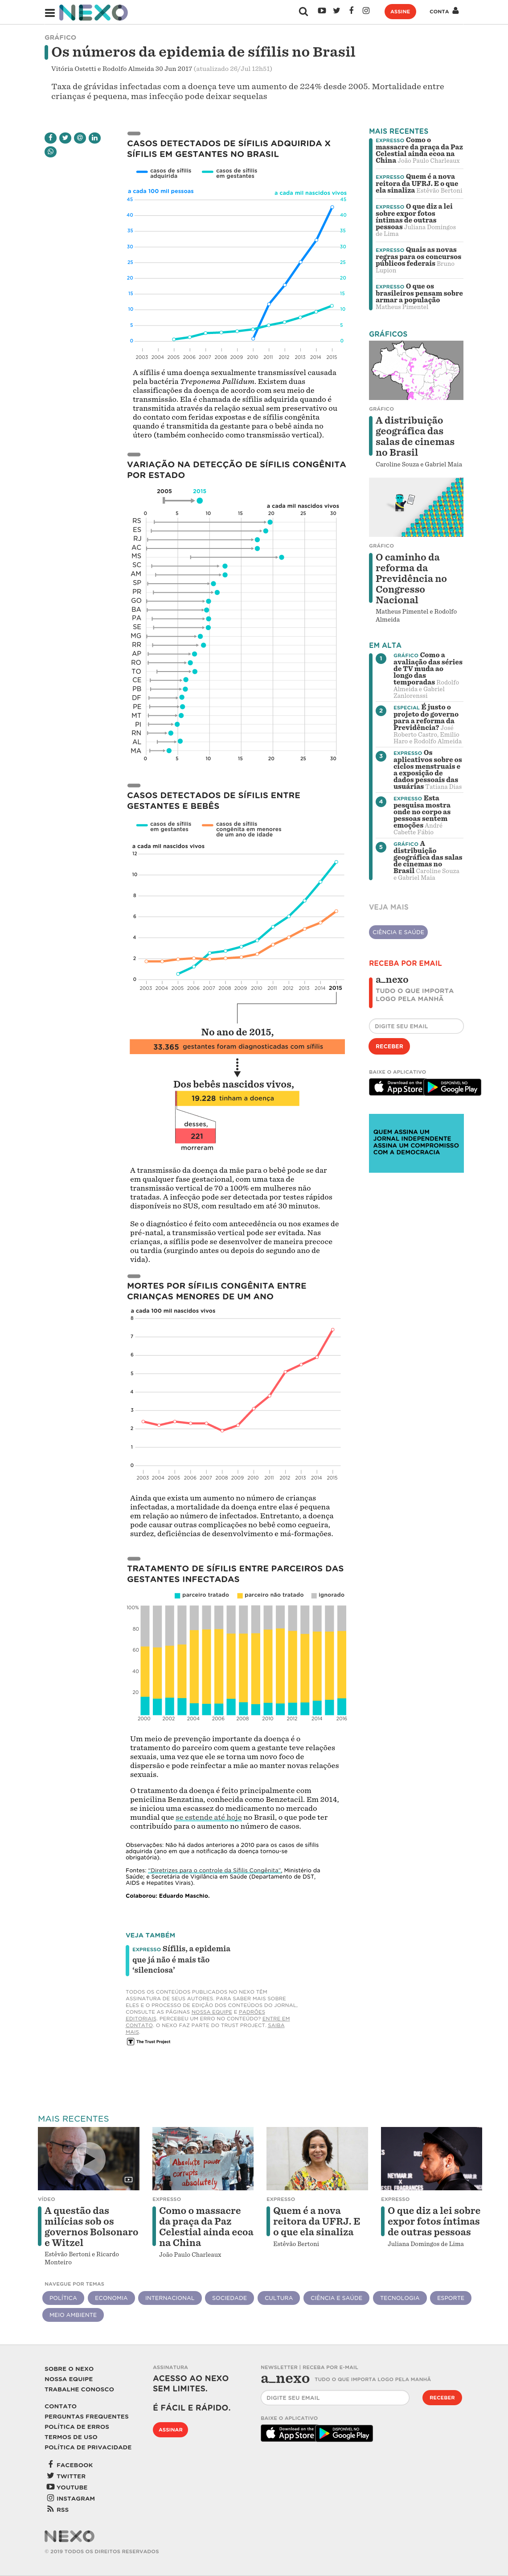 NEXO
ASSINE
CONTA
GRÁFICO
Os números da epidemia de sífilis no Brasil
Vitória Ostetti e Rodolfo Almeida 30 Jun 2017 (atualizado 26/Jul 12h51)
Taxa de grávidas infectadas com a doença teve um aumento de 224% desde 2005. Mortalidade entre
crianças é pequena, mas infecção pode deixar sequelas
CASOS DETECTADOS DE SÍFILIS ADQUIRIDA X
SÍFILIS EM GESTANTES NO BRASIL
casos de sífilis
adquirida
casos de sífilis
em gestantes
a cada 100 mil pessoas
a cada mil nascidos vivos
45 45
40 40
35 35
30 30
25 25
20 20
15 15
10 10
5 5
0 0
2003 2004 2005 2006 2007 2008 2009 2010 2011 2012 2013 2014 2015
A sífilis é uma doença sexualmente transmissível causada
pela bactéria Treponema Pallidum. Existem duas
classificações da doença de acordo com seu meio de
transmissão. Ela é chamada de sífilis adquirida quando é
transmitida através de relação sexual sem preservativo ou
do contato com feridas expostas e de sífilis congênita
quando é transmitida da gestante para o bebê ainda no
útero (também conhecido como transmissão vertical).
VARIAÇÃO NA DETECÇÃO DE SÍFILIS CONGÊNITA
POR ESTADO
2005 2015
a cada mil nascidos vivos
0 5 10 15 20 25 30
RS
ES
RJ
AC
MS
SC
AM
SP
PR
GO
BA
PA
SE
MG
RR
AP
RO
TO
CE
PB
DF
PE
MT
PI
RN
AL
MA
0 5 10 15 20 25 30
CASOS DETECTADOS DE SÍFILIS ENTRE
GESTANTES E BEBÊS
casos de sífilis
em gestantes
casos de sífilis
congênita em menores
de um ano de idade
a cada mil nascidos vivos
12
10
8
6
4
2
0
2003 2004 2005 2006 2007 2008 2009 2010 2011 2012 2013 2014 2015
No ano de 2015,
33.365 gestantes foram diagnosticadas com sífilis
Dos bebês nascidos vivos,
19.228 tinham a doença
desses,
221
morreram
A transmissão da doença da mãe para o bebê pode se dar
em qualquer fase gestacional, com uma taxa de
transmissão vertical de 70 a 100% em mulheres não
tratadas. A infecção pode ser detectada por testes rápidos
disponíveis no SUS, com resultado em até 30 minutos.
Se o diagnóstico é feito com antecedência ou nos exames de
pré-natal, a transmissão vertical pode ser evitada. Nas
crianças, a sífilis pode se desenvolver de maneira precoce
ou tardia (surgindo antes ou depois do segundo ano de
vida).
MORTES POR SÍFILIS CONGÊNITA ENTRE
CRIANÇAS MENORES DE UM ANO
a cada 100 mil nascidos vivos
8
7
6
5
4
3
2
1
0
2003 2004 2005 2006 2007 2008 2009 2010 2011 2012 2013 2014 2015
Ainda que exista um aumento no número de crianças
infectadas, a mortalidade da doença entre elas é pequena
em relação ao número de infectados. Entretanto, a doença
pode causar outras complicações no bebê como cegueira,
surdez, deficiências de desenvolvimento e má-formações.
TRATAMENTO DE SÍFILIS ENTRE PARCEIROS DAS
GESTANTES INFECTADAS
parceiro tratado parceiro não tratado ignorado
100%
80
60
40
20
2000 2002 2004 2006 2008 2010 2012 2014 2016
Um meio de prevenção importante da doença é o
tratamento do parceiro com quem a gestante teve relações
sexuais, uma vez que ele se torna um novo foco de
dispersão e pode reinfectar a mãe ao manter novas relações
sexuais.
O tratamento da doença é feito principalmente com
penicilina Benzatina, conhecida como Benzetacil. Em 2014,
se iniciou uma escassez do medicamento no mercado
mundial que se estende até hoje no Brasil, o que pode ter
contribuído para o aumento no número de casos.
Observações: Não há dados anteriores a 2010 para os casos de sífilis
adquirida (ano em que a notificação da doença tornou-se
obrigatória).
Fontes: "Diretrizes para o controle da Sífilis Congênita", Ministério da
Saúde; e Secretária de Vigilância em Saúde (Departamento de DST,
AIDS e Hepatites Virais).
Colaborou: Eduardo Maschio.
VEJA TAMBÉM
EXPRESSO Sífilis, a epidemia
que já não é mais tão
‘silenciosa’
TODOS OS CONTEÚDOS PUBLICADOS NO NEXO TÊM
ASSINATURA DE SEUS AUTORES. PARA SABER MAIS SOBRE
ELES E O PROCESSO DE EDIÇÃO DOS CONTEÚDOS DO JORNAL,
CONSULTE AS PÁGINAS NOSSA EQUIPE E PADRÕES
EDITORIAIS. PERCEBEU UM ERRO NO CONTEÚDO? ENTRE EM
CONTATO. O NEXO FAZ PARTE DO TRUST PROJECT. SAIBA
MAIS.
The Trust Project
MAIS RECENTES
EXPRESSO Como o
massacre da praça da Paz
Celestial ainda ecoa na
China João Paulo Charleaux
EXPRESSO Quem é a nova
reitora da UFRJ. E o que
ela sinaliza Estêvão Bertoni
EXPRESSO O que diz a lei
sobre expor fotos
íntimas de outras
pessoas Juliana Domingos
de Lima
EXPRESSO Quais as novas
regras para os concursos
públicos federais Bruno
Lupion
EXPRESSO O que os
brasileiros pensam sobre
armar a população
Matheus Pimentel
GRÁFICOS
GRÁFICO
A distribuição
geográfica das
salas de cinemas
no Brasil
Caroline Souza e Gabriel Maia
GRÁFICO
O caminho da
reforma da
Previdência no
Congresso
Nacional
Matheus Pimentel e Rodolfo
Almeida
EM ALTA
1 GRÁFICO Como a
avaliação das séries
de TV muda ao
longo das
temporadas Rodolfo
Almeida e Gabriel
Zanlorenssi
2 ESPECIAL É justo o
projeto do governo
para a reforma da
Previdência? José
Roberto Castro, Emílio
Haro e Rodolfo Almeida
3 EXPRESSO Os
aplicativos sobre os
ciclos menstruais e
a exposição de
dados pessoais das
usuárias Tatiana Dias
4 EXPRESSO Esta
pesquisa mostra
onde no corpo as
pessoas sentem
emoções André
Cabette Fábio
5 GRÁFICO A
distribuição
geográfica das salas
de cinemas no
Brasil Caroline Souza
e Gabriel Maia
VEJA MAIS
CIÊNCIA E SAÚDE
RECEBA POR EMAIL
a_nexo
TUDO O QUE IMPORTA
LOGO PELA MANHÃ
DIGITE SEU EMAIL
RECEBER
BAIXE O APLICATIVO
Download on the
App Store
DISPONÍVEL NO
Google Play
QUEM ASSINA UM
JORNAL INDEPENDENTE
ASSINA UM COMPROMISSO
COM A DEMOCRACIA
MAIS RECENTES
Absolute power
corrupts
absolutely
NEYMAR JR
DIESEL FRAGRANCES
VÍDEO
A questão das
milícias sob os
governos Bolsonaro
e Witzel
Estêvão Bertoni e Ricardo
Monteiro
EXPRESSO
Como o massacre
da praça da Paz
Celestial ainda ecoa
na China
João Paulo Charleaux
EXPRESSO
Quem é a nova
reitora da UFRJ. E
o que ela sinaliza
Estêvão Bertoni
EXPRESSO
O que diz a lei sobre
expor fotos íntimas
de outras pessoas
Juliana Domingos de Lima
NAVEGUE POR TEMAS
POLÍTICA
ECONOMIA
INTERNACIONAL
SOCIEDADE
CULTURA
CIÊNCIA E SAÚDE
TECNOLOGIA
ESPORTE
MEIO AMBIENTE
SOBRE O NEXO
NOSSA EQUIPE
TRABALHE CONOSCO
CONTATO
PERGUNTAS FREQUENTES
POLÍTICA DE ERROS
TERMOS DE USO
POLÍTICA DE PRIVACIDADE
FACEBOOK
TWITTER
YOUTUBE
INSTAGRAM
RSS
ASSINATURA
ACESSO AO NEXO
SEM LIMITES.
É FÁCIL E RÁPIDO.
ASSINAR
NEWSLETTER | RECEBA POR E-MAIL
a_nexo TUDO O QUE IMPORTA LOGO PELA MANHÃ
DIGITE SEU EMAIL
RECEBER
BAIXE O APLICATIVO
Download on the
App Store
DISPONÍVEL NO
Google Play
NEXO
© 2019 TODOS OS DIREITOS RESERVADOS